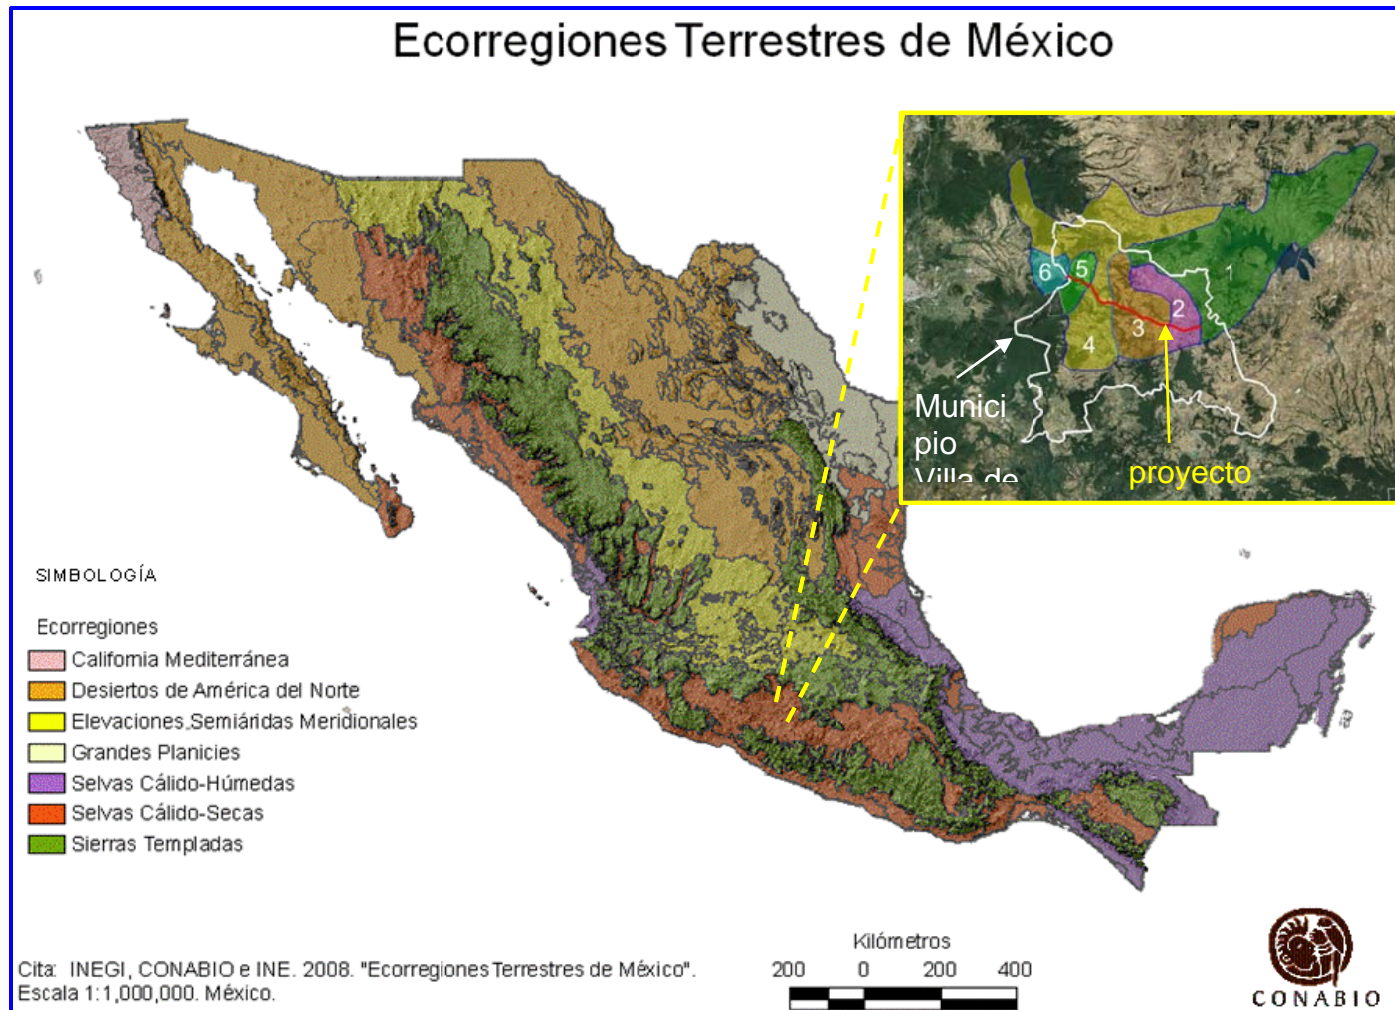 Ecorregiones Terrestres de México
1
2
3
4
5
6
Munici
pio
Villa de
proyecto
SIMBOLOGÍA
Ecorregiones
California Mediterránea
Desiertos de América del Norte
Elevaciones Semiáridas Meridionales
Grandes Planicies
Selvas Cálido-Húmedas
Selvas Cálido-Secas
Sierras Templadas
Kilómetros
200 0 200 400
Cita: INEGI, CONABIO e INE. 2008. "Ecorregiones Terrestres de México".
Escala 1:1,000,000. México.
CONABIO